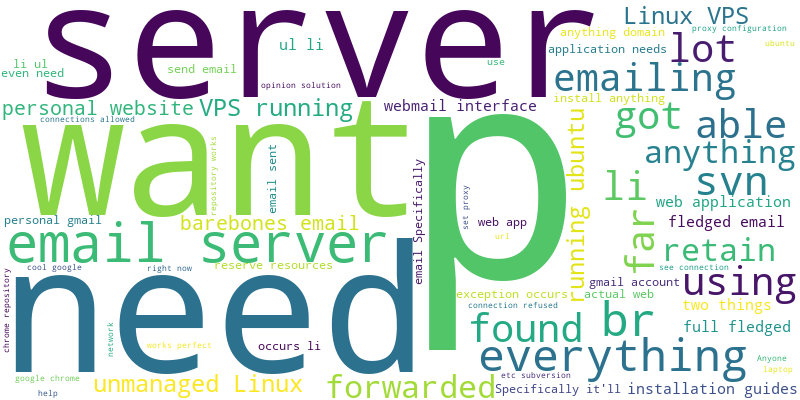 server
Linux VPS
proxy configuration
anything domain
ubuntu
ul li
application needs
lot
li ul
even need
send email
opinion solution
use
emailing
install anything
personal website
VPS running
webmail interface
connections allowed
got
able
want
p
repository works
email sent
running ubuntu
anything
svn
li
email Specifically
set proxy
web application
personal gmail
barebones email
web app
far
fledged email
email server
url
retain
reserve resources
cool google
right now
see connection
need
chrome repository
gmail account
using
exception occurs
actual web
two things
connection refused
found
br
full fledged
network
works perfect
occurs li
everything
Anyone
laptop
google chrome
unmanaged Linux
forwarded
etc subversion
help
Specifically it'll
installation guides